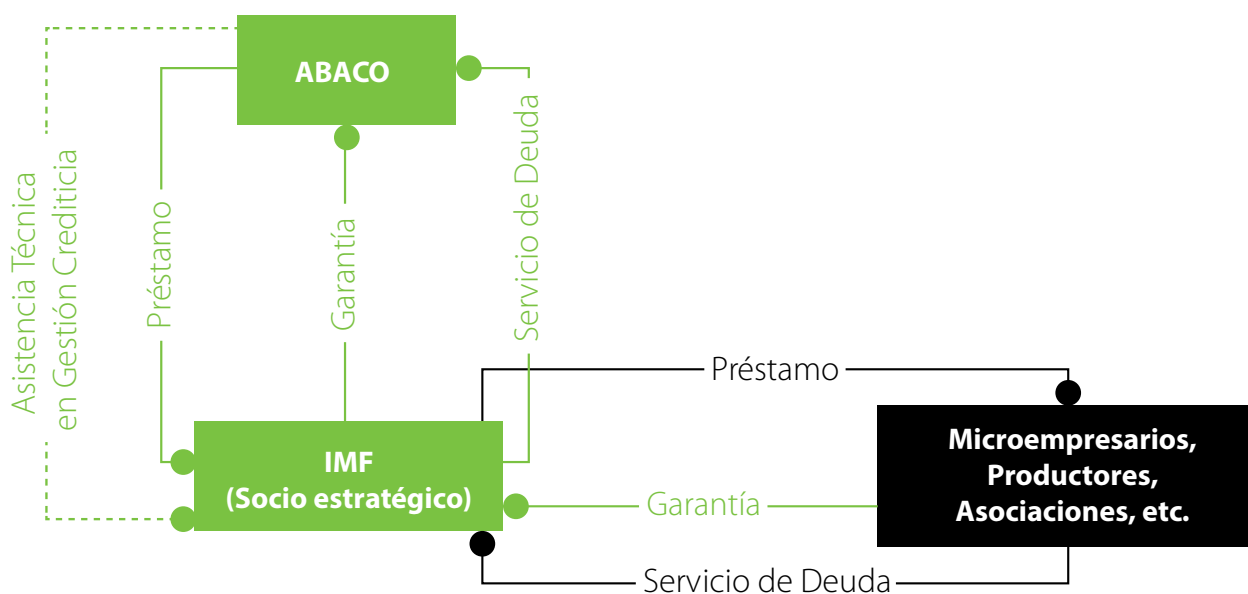 ABACO
Asistencia Técnica
en Gestión Crediticia
Préstamo
Garantía
Servicio de Deuda
Préstamo
IMF
(Socio estratégico)
Microempresarios,
Productores,
Asociaciones, etc.
Garantía
Servicio de Deuda